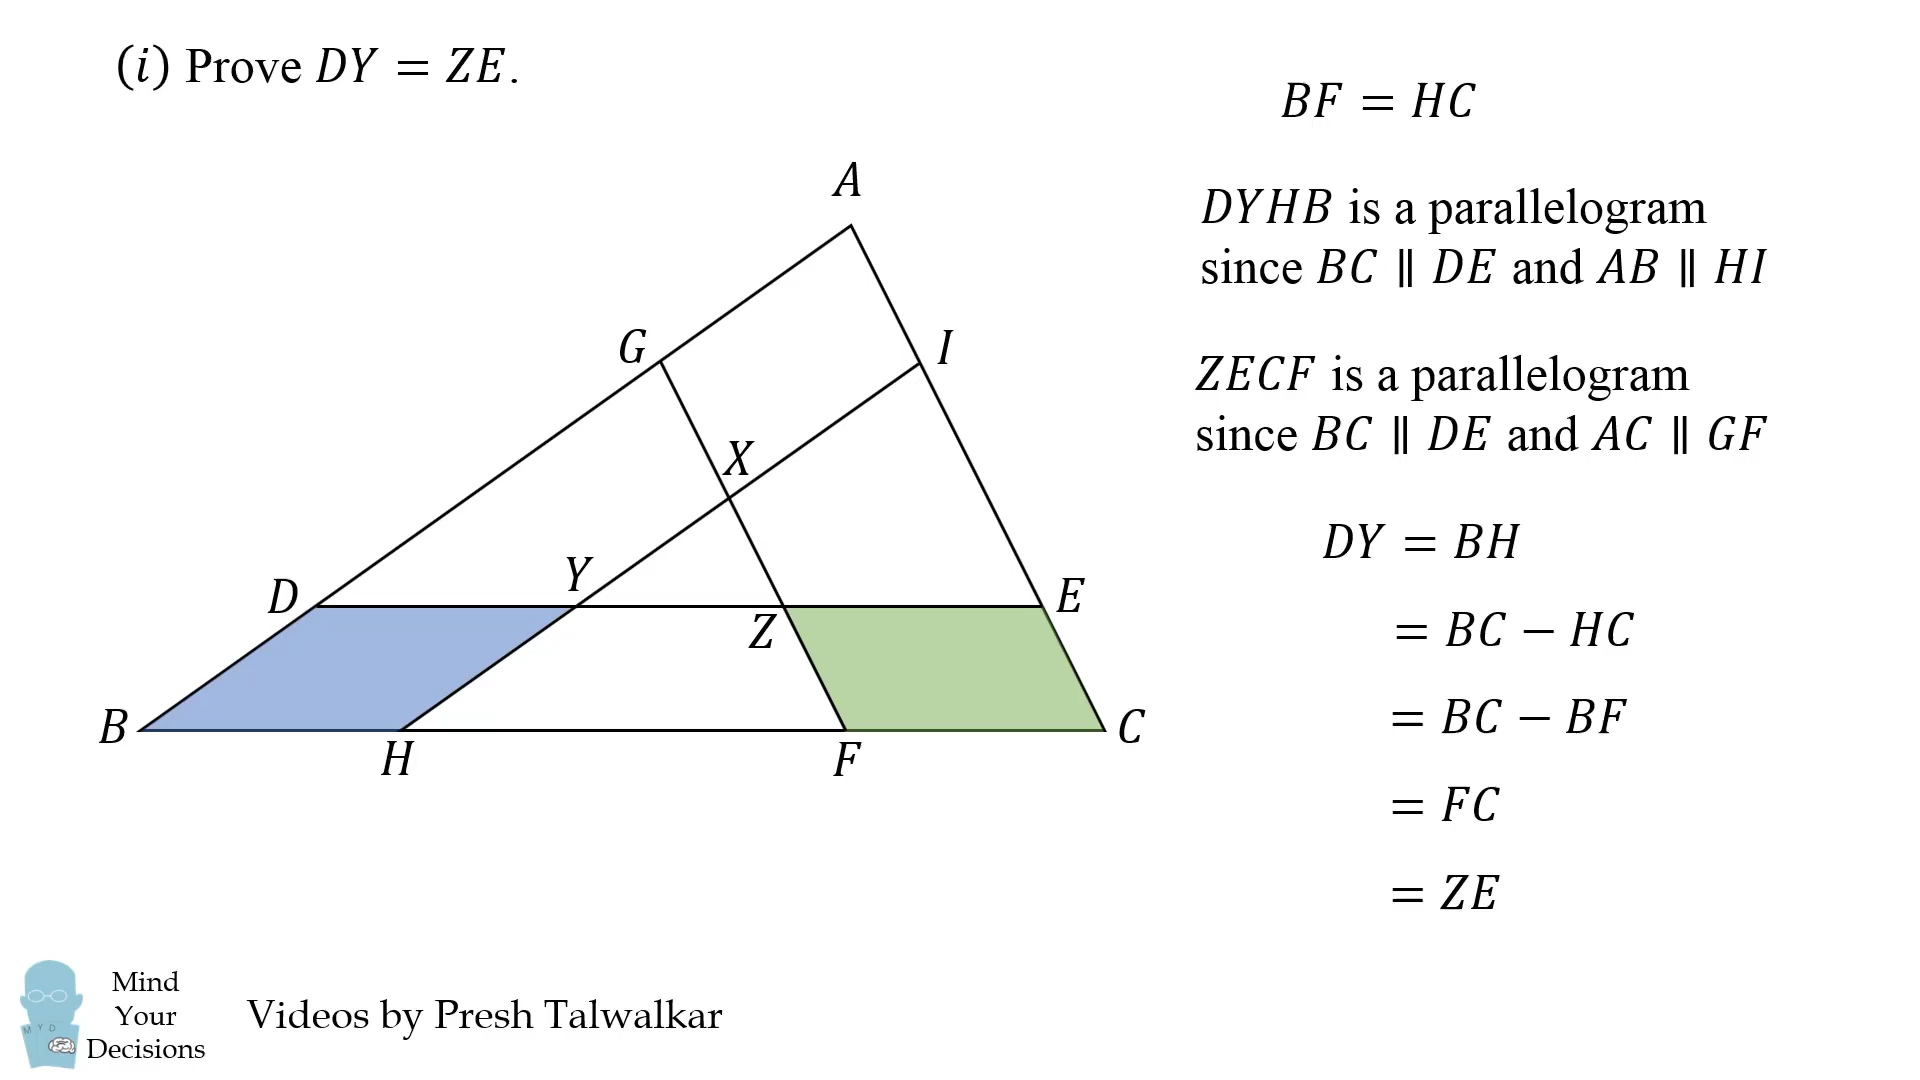 (i) Prove DY = ZE.
BF = HC
DYHB is a parallelogram
since BC ∥ DE and AB ∥ HI
ZECF is a parallelogram
since BC ∥ DE and AC ∥ GF
DY = BH
= BC − HC
= BC − BF
= FC
= ZE
A
G
I
X
D
Y
Z
E
B
H
F
C
M Y D
Mind
Your
Decisions
Videos by Presh Talwalkar